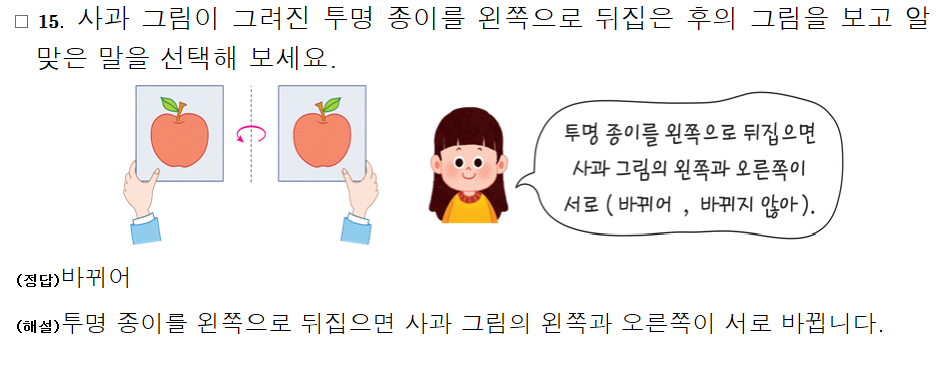 □ 15. 사과 그림이 그려진 투명 종이를 왼쪽으로 뒤집은 후의 그림을 보고 알
맞은 말을 선택해 보세요.
투명 종이를 왼쪽으로 뒤집으면
사과 그림의 왼쪽과 오른쪽이
서로 ( 바뀌어 , 바뀌지 않아 ).
(정답)바뀌어
(해설)투명 종이를 왼쪽으로 뒤집으면 사과 그림의 왼쪽과 오른쪽이 서로 바뀝니다.